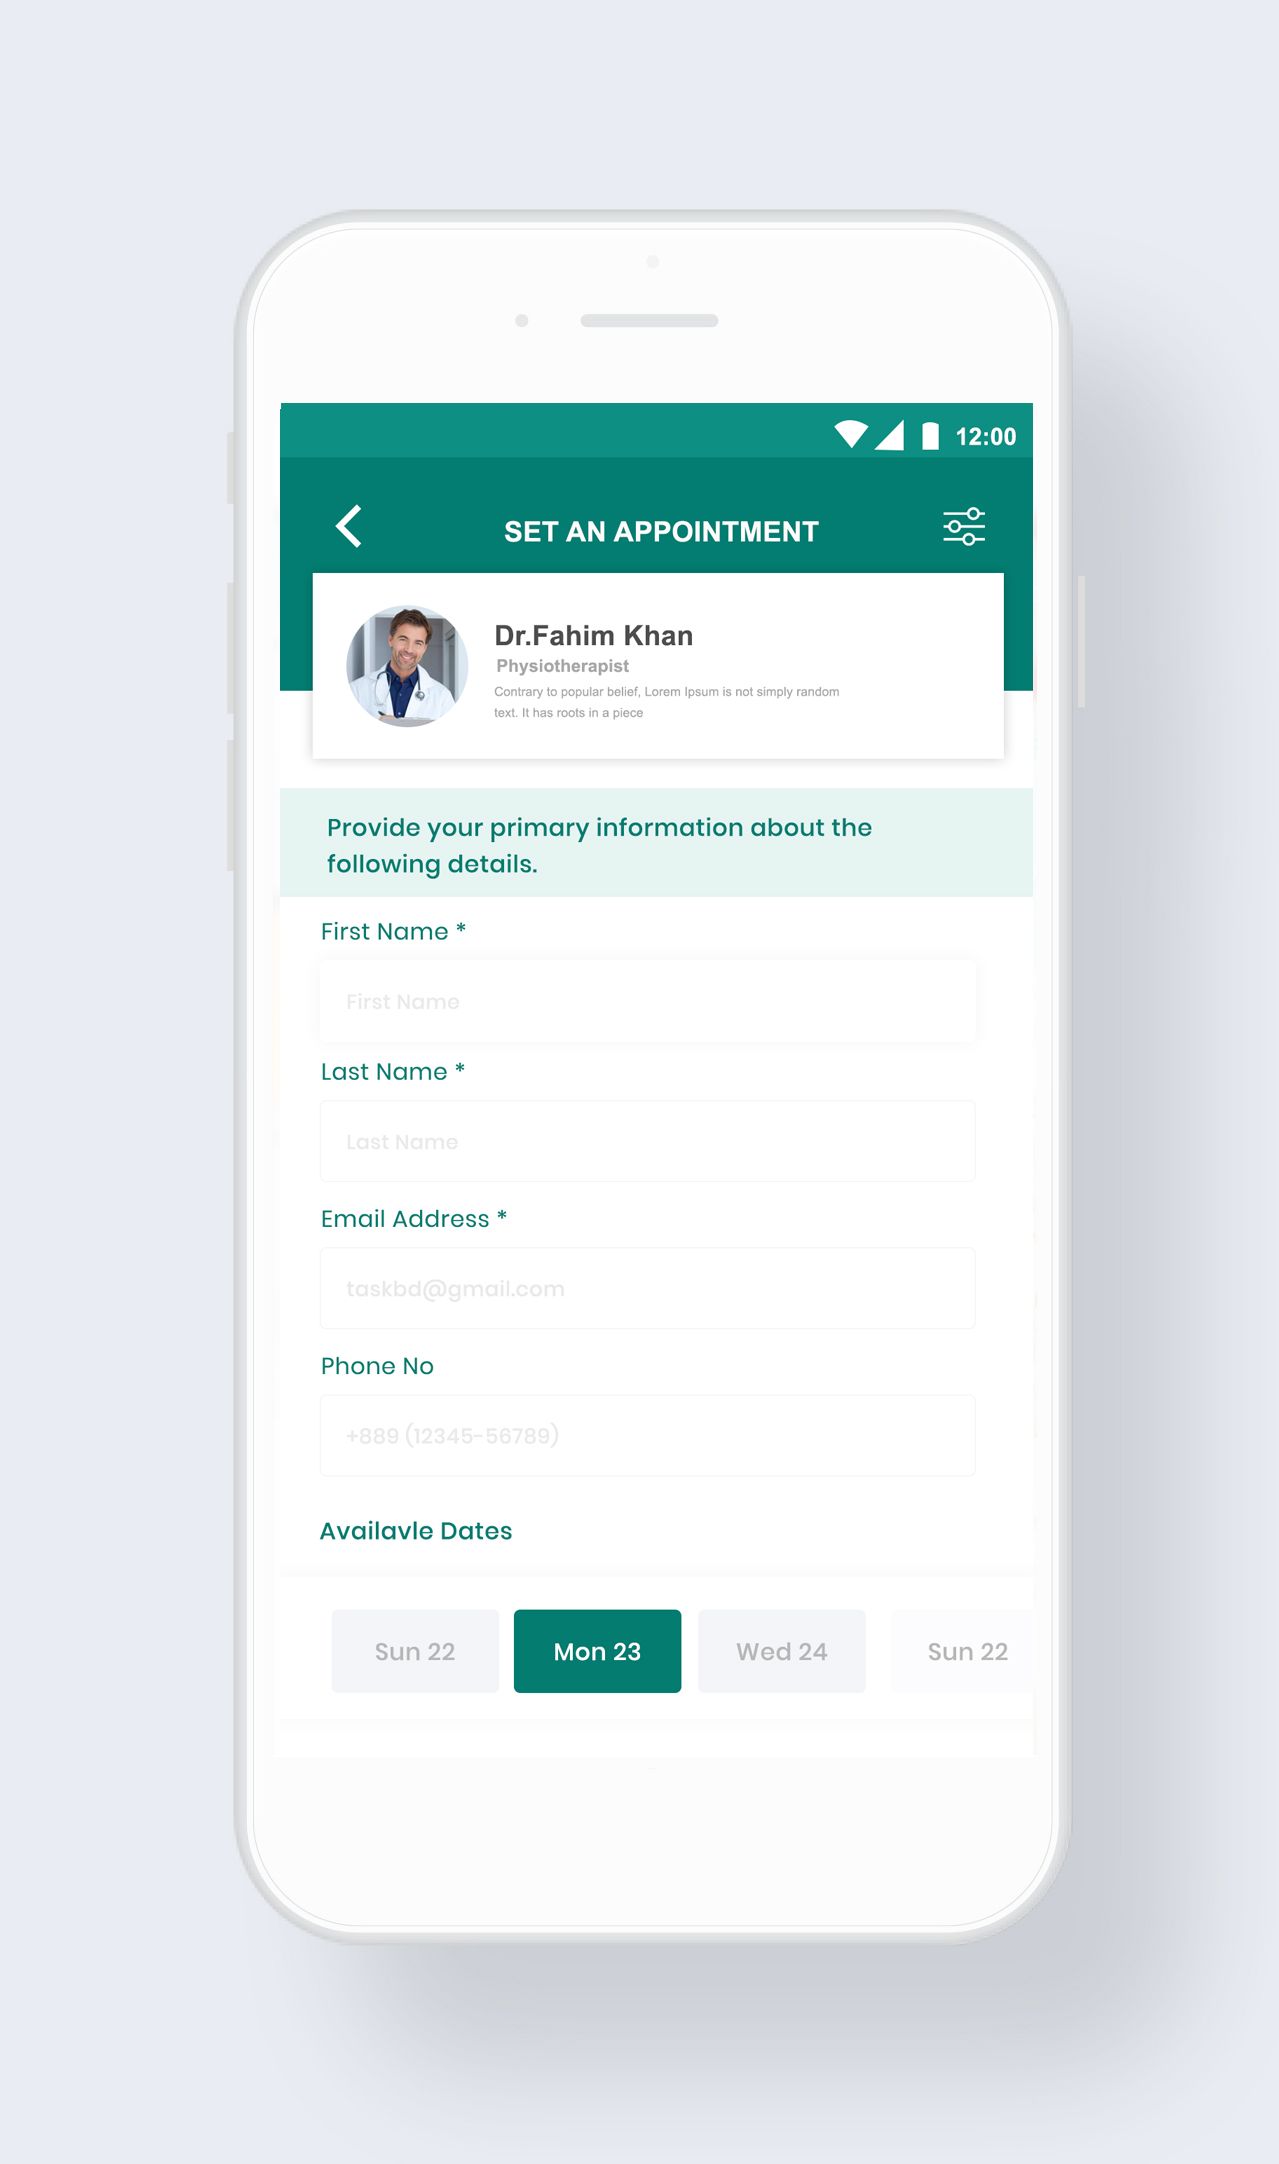 12:00
SET AN APPOINTMENT
Dr.Fahim Khan
Physiotherapist
Contrary to popular belief, Lorem Ipsum is not simply random
text. It has roots in a piece
Provide your primary information about the
following details.
First Name *
First Name
Last Name *
Last Name
Email Address *
taskbd@gmail.com
Phone No
+889 (12345-56789)
Availavle Dates
Sun 22
Mon 23
Wed 24
Sun 22